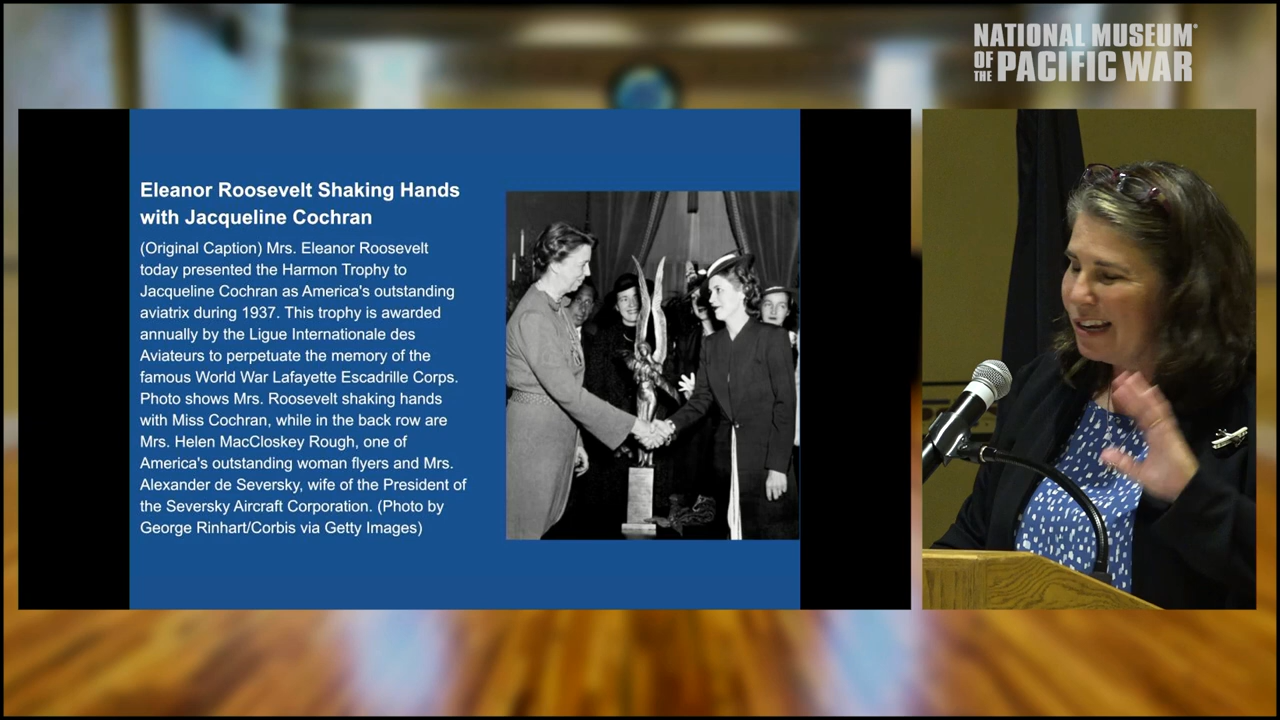 NATIONAL MUSEUM
OF THE PACIFIC WAR
Eleanor Roosevelt Shaking Hands
with Jacqueline Cochran
(Original Caption) Mrs. Eleanor Roosevelt
today presented the Harmon Trophy to
Jacqueline Cochran as America's outstanding
aviatrix during 1937. This trophy is awarded
annually by the Ligue Internationale des
Aviateurs to perpetuate the memory of the
famous World War Lafayette Escadrille Corps.
Photo shows Mrs. Roosevelt shaking hands
with Miss Cochran, while in the back row are
Mrs. Helen MacCloskey Rough, one of
America's outstanding woman flyers and Mrs.
Alexander de Seversky, wife of the President of
the Seversky Aircraft Corporation. (Photo by
George Rinhart/Corbis via Getty Images)